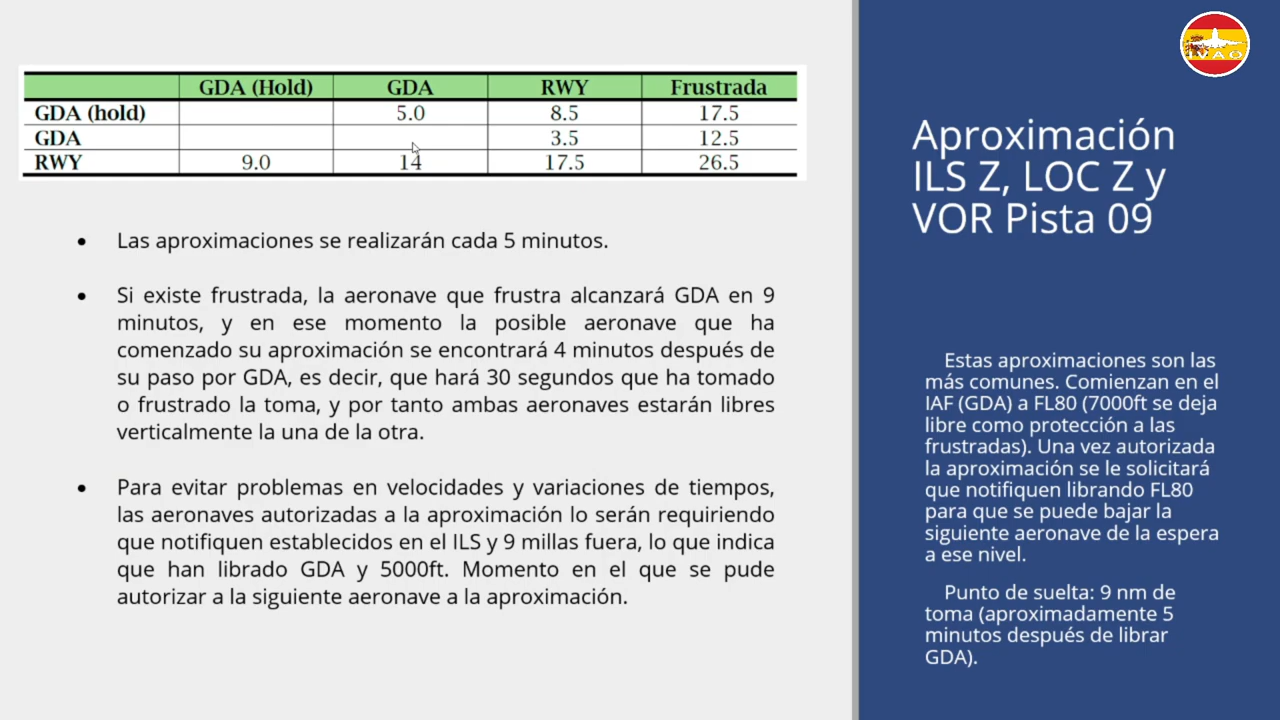 IVAO
GDA (Hold) GDA RWY Frustrada
GDA (hold) 5.0 8.5 17.5
GDA 3.5 12.5
RWY 9.0 14 17.5 26.5
• Las aproximaciones se realizarán cada 5 minutos.
• Si existe frustrada, la aeronave que frustra alcanzará GDA en 9
minutos, y en ese momento la posible aeronave que ha
comenzado su aproximación se encontrará 4 minutos después de
su paso por GDA, es decir, que hará 30 segundos que ha tomado
o frustrado la toma, y por tanto ambas aeronaves estarán libres
verticalmente la una de la otra.
• Para evitar problemas en velocidades y variaciones de tiempos,
las aeronaves autorizadas a la aproximación lo serán requiriendo
que notifiquen establecidos en el ILS y 9 millas fuera, lo que indica
que han librado GDA y 5000ft. Momento en el que se pude
autorizar a la siguiente aeronave a la aproximación.
Aproximación
ILS Z, LOC Z y
VOR Pista 09
Estas aproximaciones son las
más comunes. Comienzan en el
IAF (GDA) a FL80 (7000ft se deja
libre como protección a las
frustradas). Una vez autorizada
la aproximación se le solicitará
que notifiquen librando FL80
para que se puede bajar la
siguiente aeronave de la espera
a ese nivel.
Punto de suelta: 9 nm de
toma (aproximadamente 5
minutos después de librar
GDA).